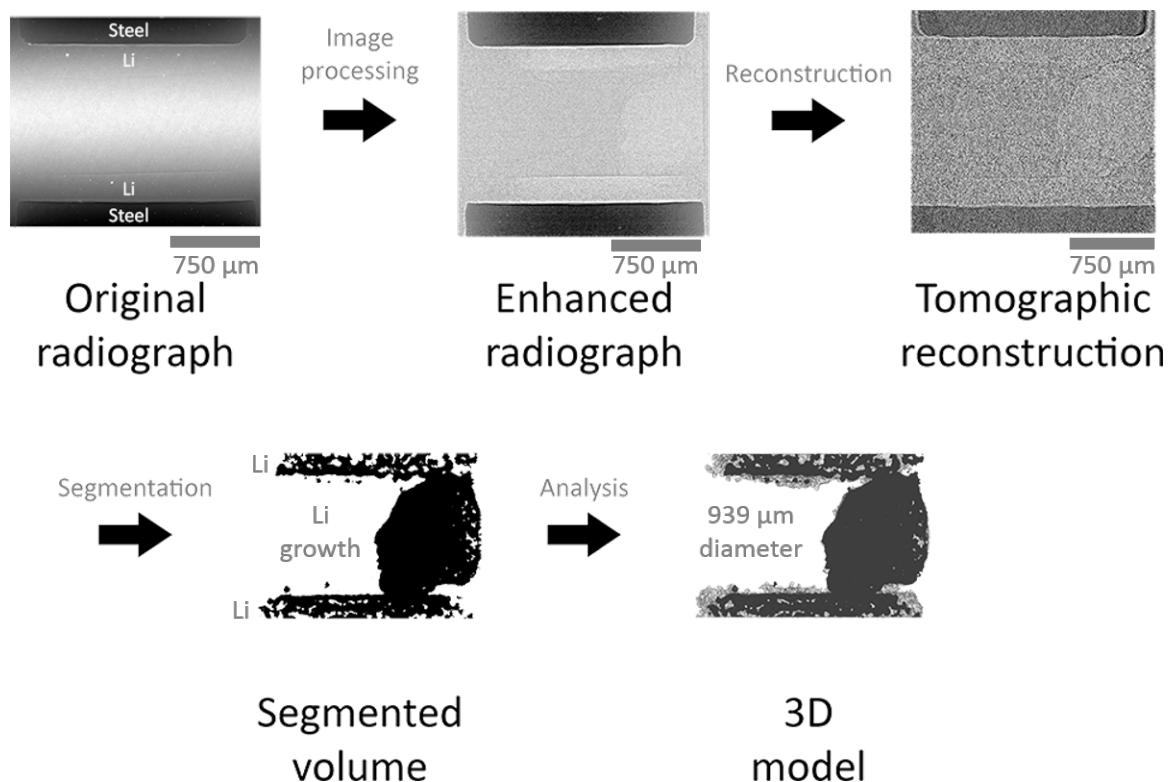 Steel
Li
Li
Steel
750 μm
Original
radiograph
Image
processing
750 μm
Enhanced
radiograph
Reconstruction
750 μm
Tomographic
reconstruction
Segmentation
Li
Li
growth
Li
Segmented
volume
Analysis
939 μm
diameter
3D
model